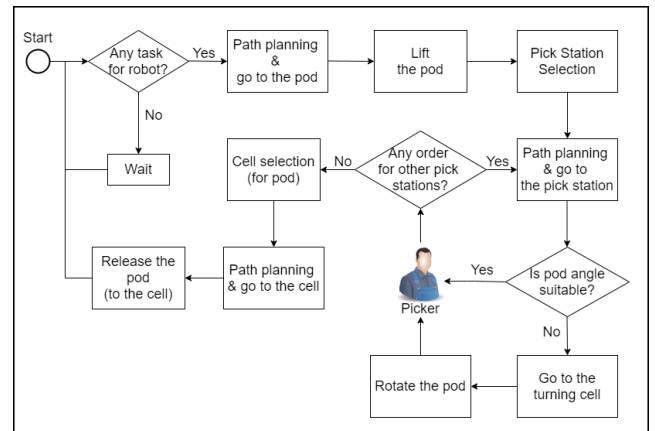 Start
Any task
for robot?
Yes
Path planning
&
go to the pod
Lift
the pod
Pick Station
Selection
No
Wait
Cell selection
(for pod)
No
Any order
for other pick
stations?
Yes
Path planning
& go to
the pick station
Release the
pod
(to the cell)
Path planning
& go to the cell
Picker
Yes
Is pod angle
suitable?
No
Rotate the pod
Go to the
turning cell